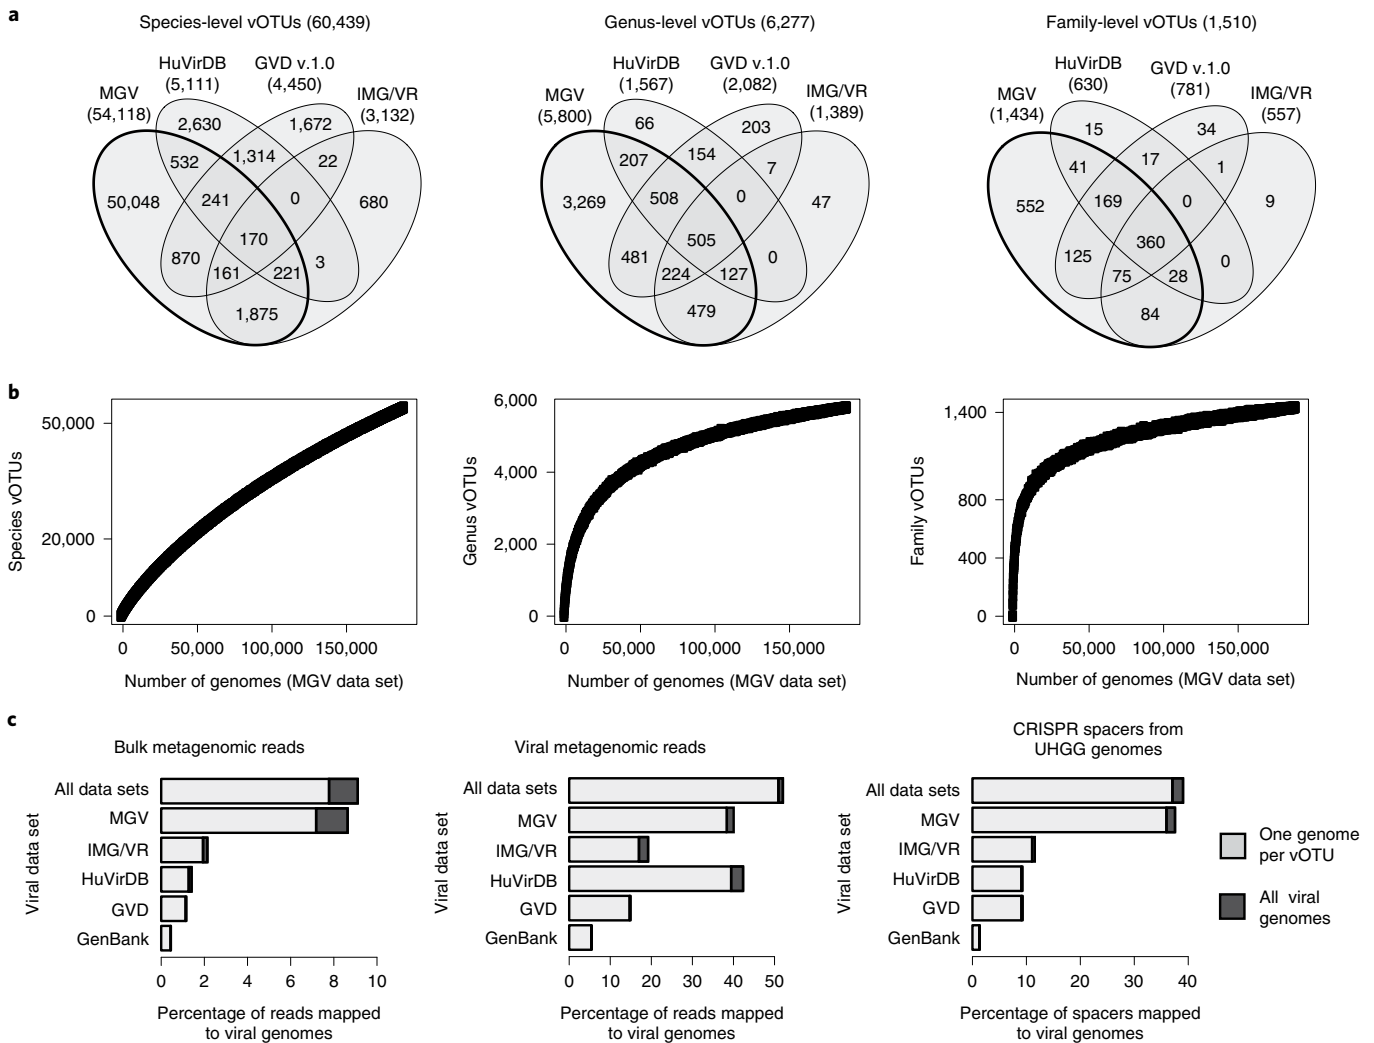 a
Species-level vOTUs (60,439)
HuVirDB
(5,111)
GVD v.1.0
(4,450)
MGV
(54,118)
IMG/VR
(3,132)
2,630
1,672
532
1,314
22
50,048
241
0
680
170
870
161
221
3
1,875
Genus-level vOTUs (6,277)
HuVirDB
(1,567)
GVD v.1.0
(2,082)
MGV
(5,800)
IMG/VR
(1,389)
66
203
207
154
7
3,269
508
0
47
505
481
224
127
0
479
Family-level vOTUs (1,510)
HuVirDB
(630)
GVD v.1.0
(781)
MGV
(1,434)
IMG/VR
(557)
15
34
41
17
1
552
169
0
9
360
125
75
28
0
84
b
Species vOTUs
50,000
20,000
0
0 50,000 100,000 150,000
Number of genomes (MGV data set)
Genus vOTUs
6,000
4,000
2,000
0
0 50,000 100,000 150,000
Number of genomes (MGV data set)
Family vOTUs
1,400
800
400
0
0 50,000 100,000 150,000
Number of genomes (MGV data set)
c
Bulk metagenomic reads
Viral data set
All data sets
MGV
IMG/VR
HuVirDB
GVD
GenBank
0 2 4 6 8 10
Percentage of reads mapped
to viral genomes
Viral metagenomic reads
Viral data set
All data sets
MGV
IMG/VR
HuVirDB
GVD
GenBank
0 10 20 30 40 50
Percentage of reads mapped
to viral genomes
CRISPR spacers from
UHGG genomes
Viral data set
All data sets
MGV
IMG/VR
HuVirDB
GVD
GenBank
0 10 20 30 40
Percentage of spacers mapped
to viral genomes
One genome
per vOTU
All viral
genomes